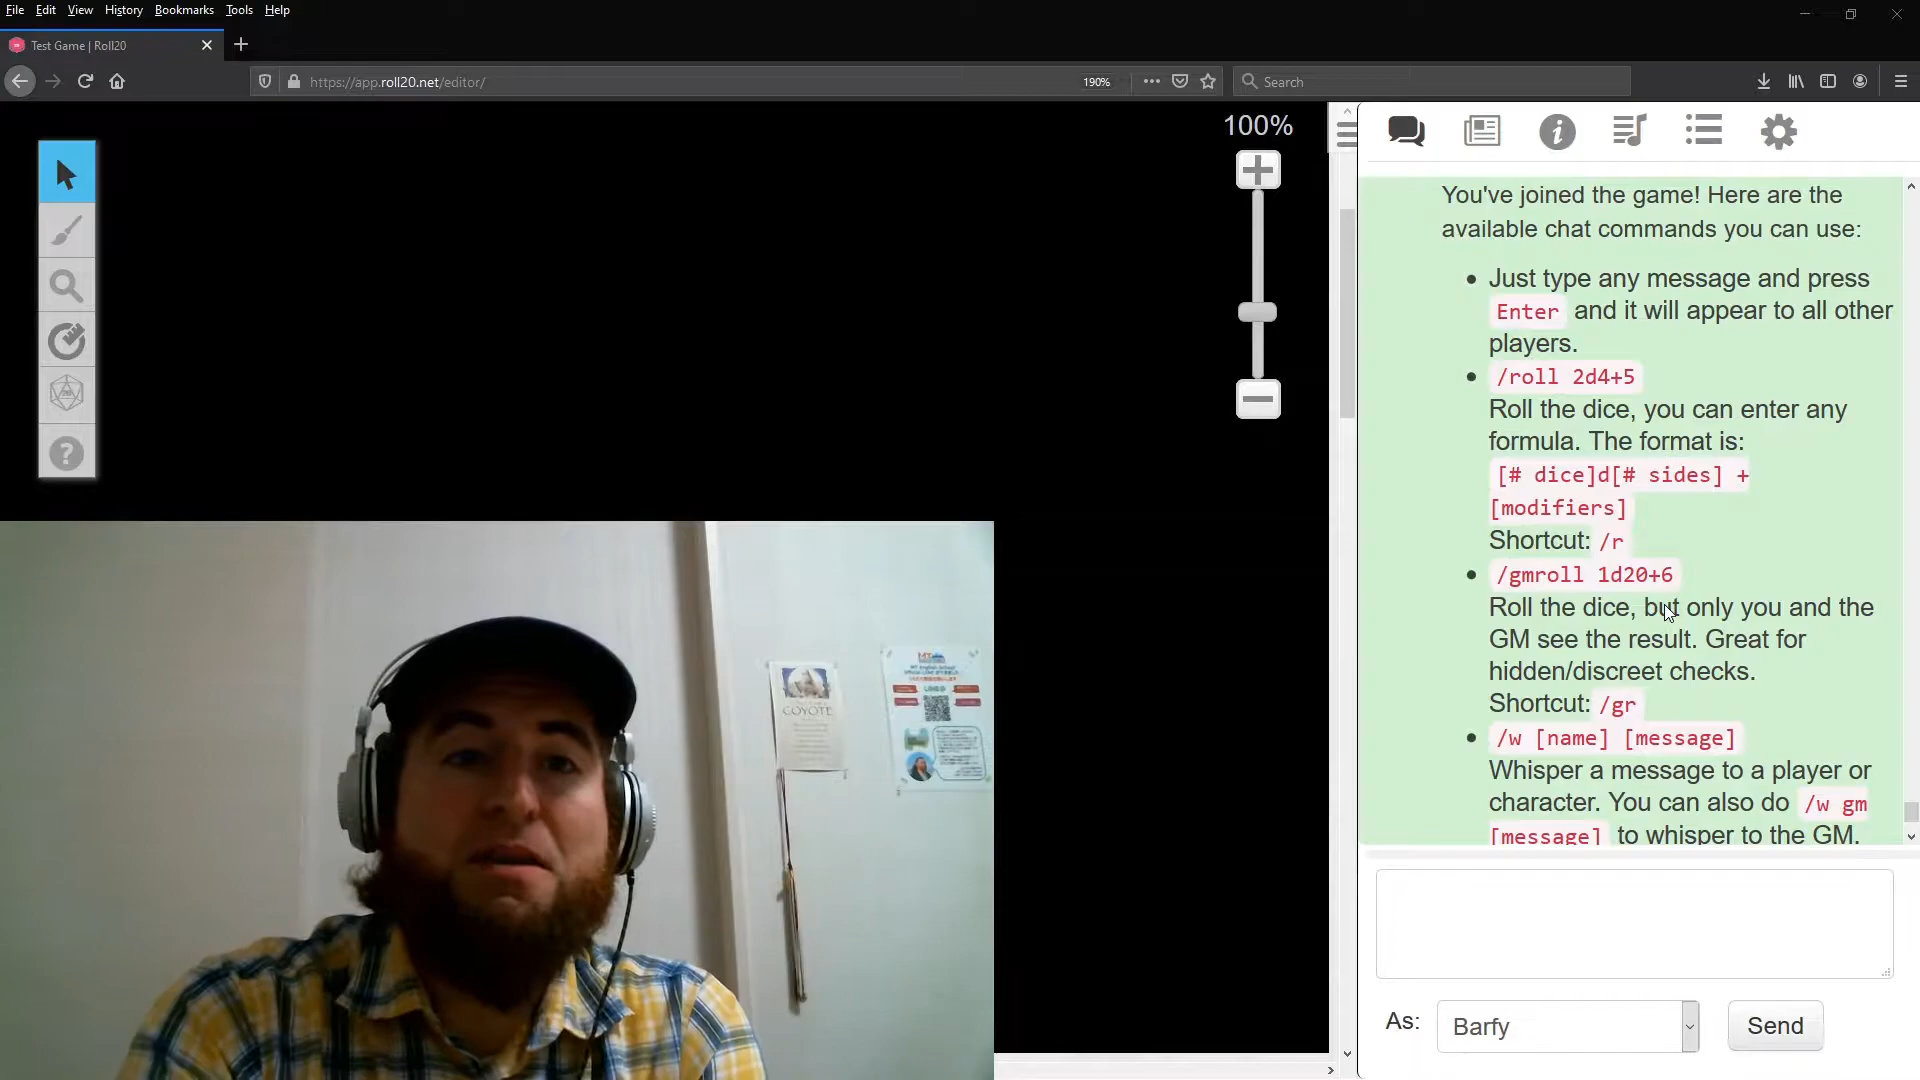 File Edit View History Bookmarks Tools Help
Test Game | Roll20
https://app.roll20.net/editor/
190%
Search
100%
You've joined the game! Here are the
available chat commands you can use:
Just type any message and press
Enter and it will appear to all other
players.
/roll 2d4+5
Roll the dice, you can enter any
formula. The format is:
[# dice]d[# sides] +
[modifiers]
Shortcut: /r
/gmroll 1d20+6
Roll the dice, but only you and the
GM see the result. Great for
hidden/discreet checks.
Shortcut: /gr
/w [name] [message]
Whisper a message to a player or
character. You can also do /w gm
[message] to whisper to the GM.
COYOTE
As: Barfy Send